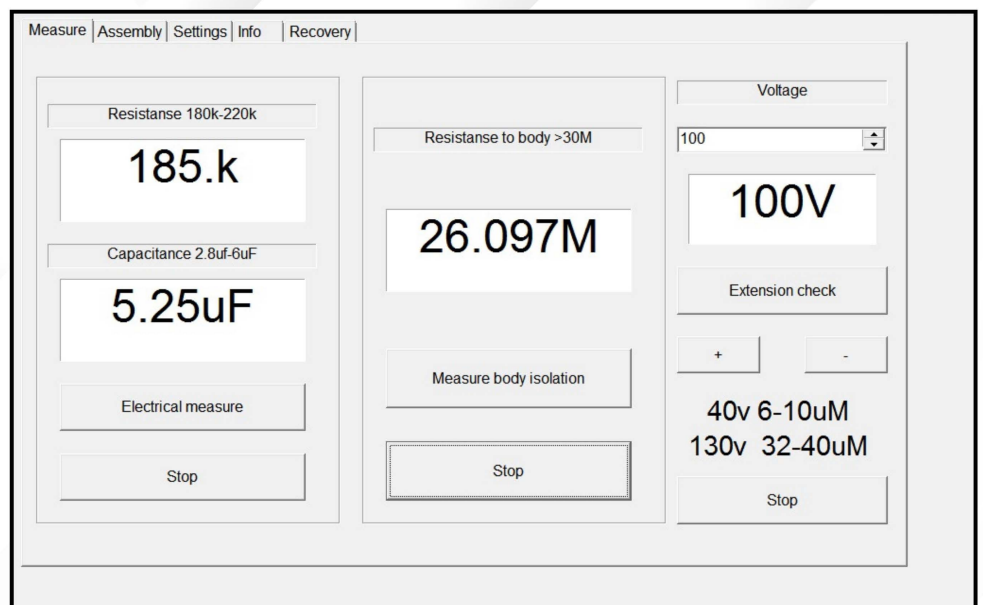 Measure Assembly Settings Info Recovery
Resistanse 180k-220k
185.k
Capacitance 2.8uf-6uF
5.25uF
Electrical measure
Stop
Resistanse to body >30M
26.097M
Measure body isolation
Stop
Voltage
100
100V
Extension check
+ -
40v 6-10uM
130v 32-40uM
Stop